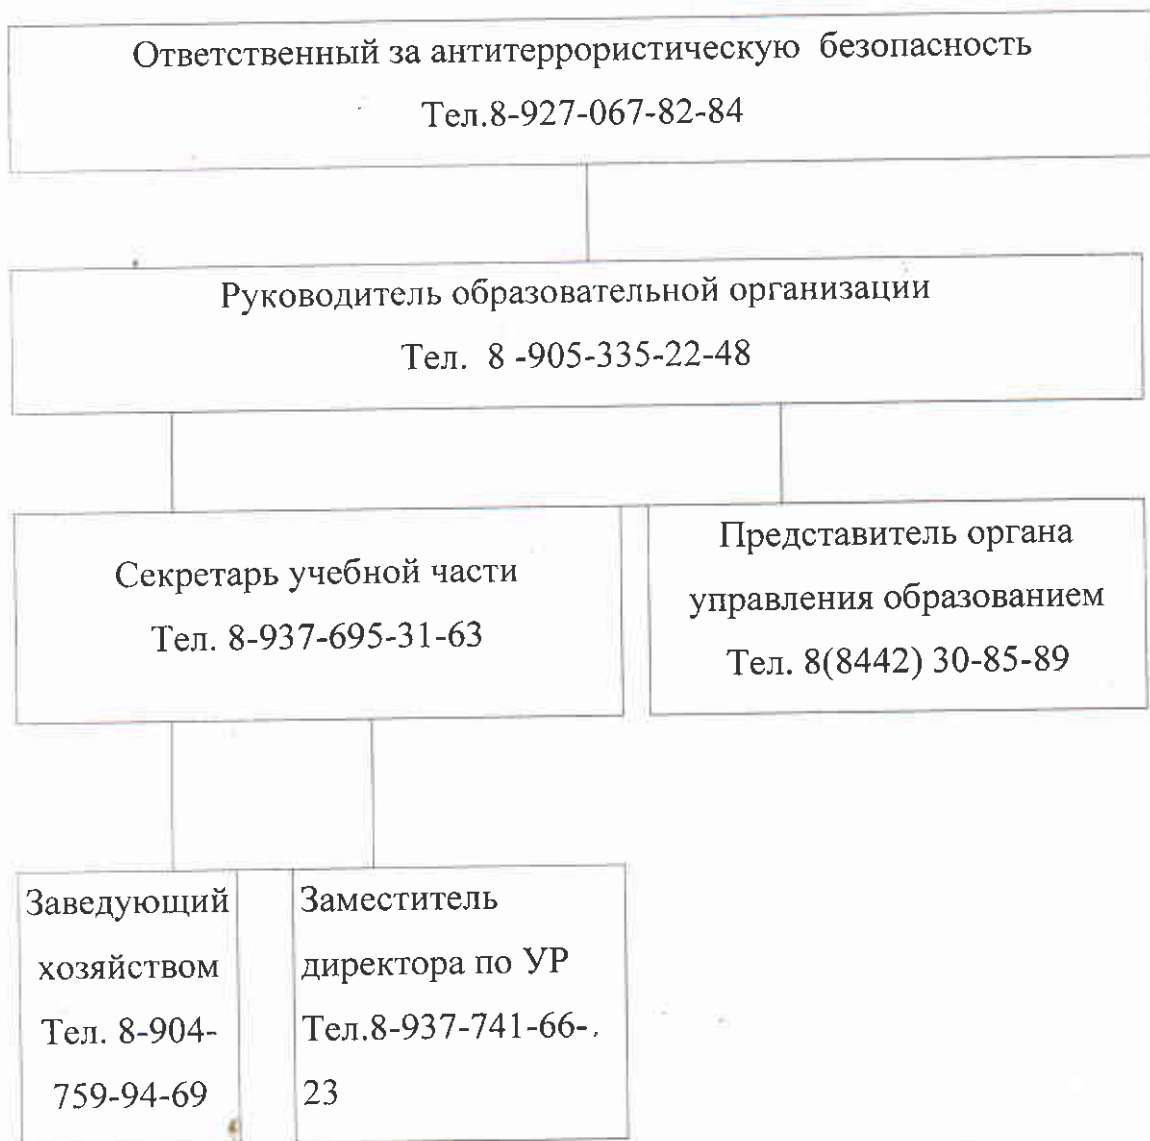 Ответственный за антитеррористическую безопасность
Тел.8-927-067-82-84
Руководитель образовательной организации
Тел. 8 -905-335-22-48
Секретарь учебной части
Тел. 8-937-695-31-63
Представитель органа
управления образованием
Тел. 8(8442) 30-85-89
Заведующий
хозяйством
Тел. 8-904-
759-94-69
Заместитель
директора по УР
Тел.8-937-741-66-
23